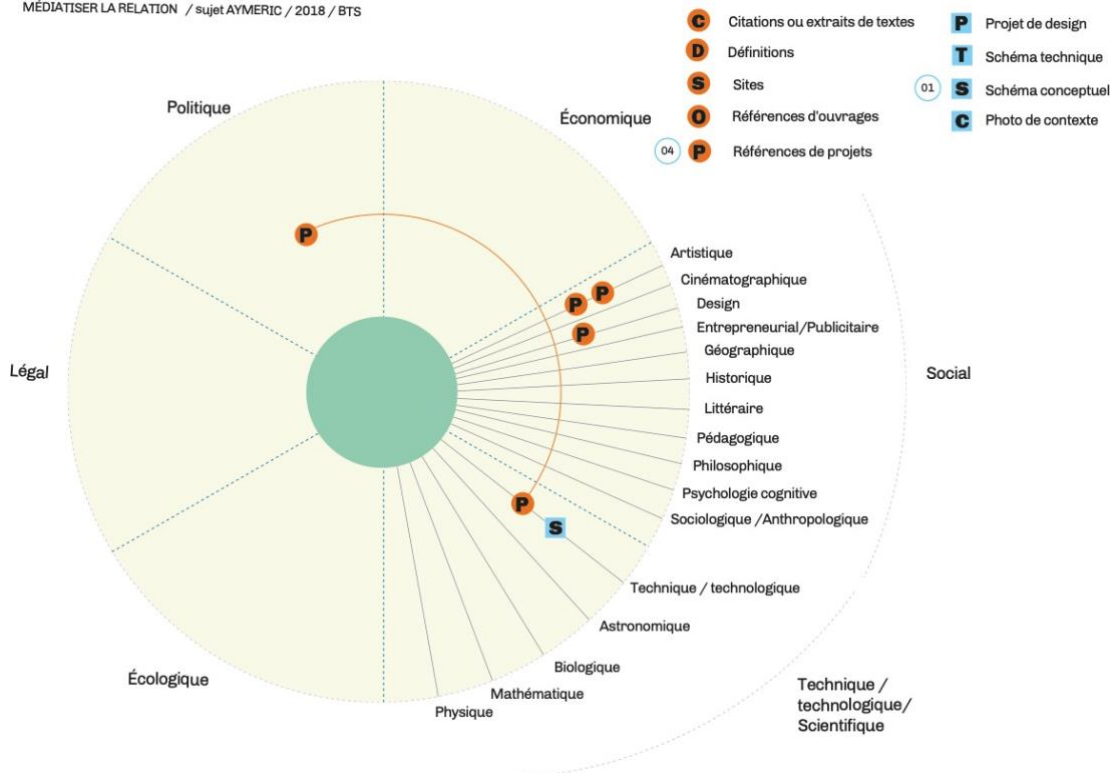 MÉDIATISER LA RELATION / sujet AYMERIC / 2018 / BTS
C Citations ou extraits de textes
D Définitions
S Sites
O Références d'ouvrages
04 P Références de projets
P Projet de design
T Schéma technique
01 S Schéma conceptuel
C Photo de contexte
Politique
Économique
P
Artistique
Cinématographique
P P
Design
P
Entrepreneurial/Publicitaire
Géographique
Légal
Historique
Social
Littéraire
Pédagogique
Philosophique
Psychologie cognitive
P
Sociologique /Anthropologique
S
Technique / technologique
Astronomique
Biologique
Écologique
Mathématique
Physique
Technique /
technologique/
Scientifique